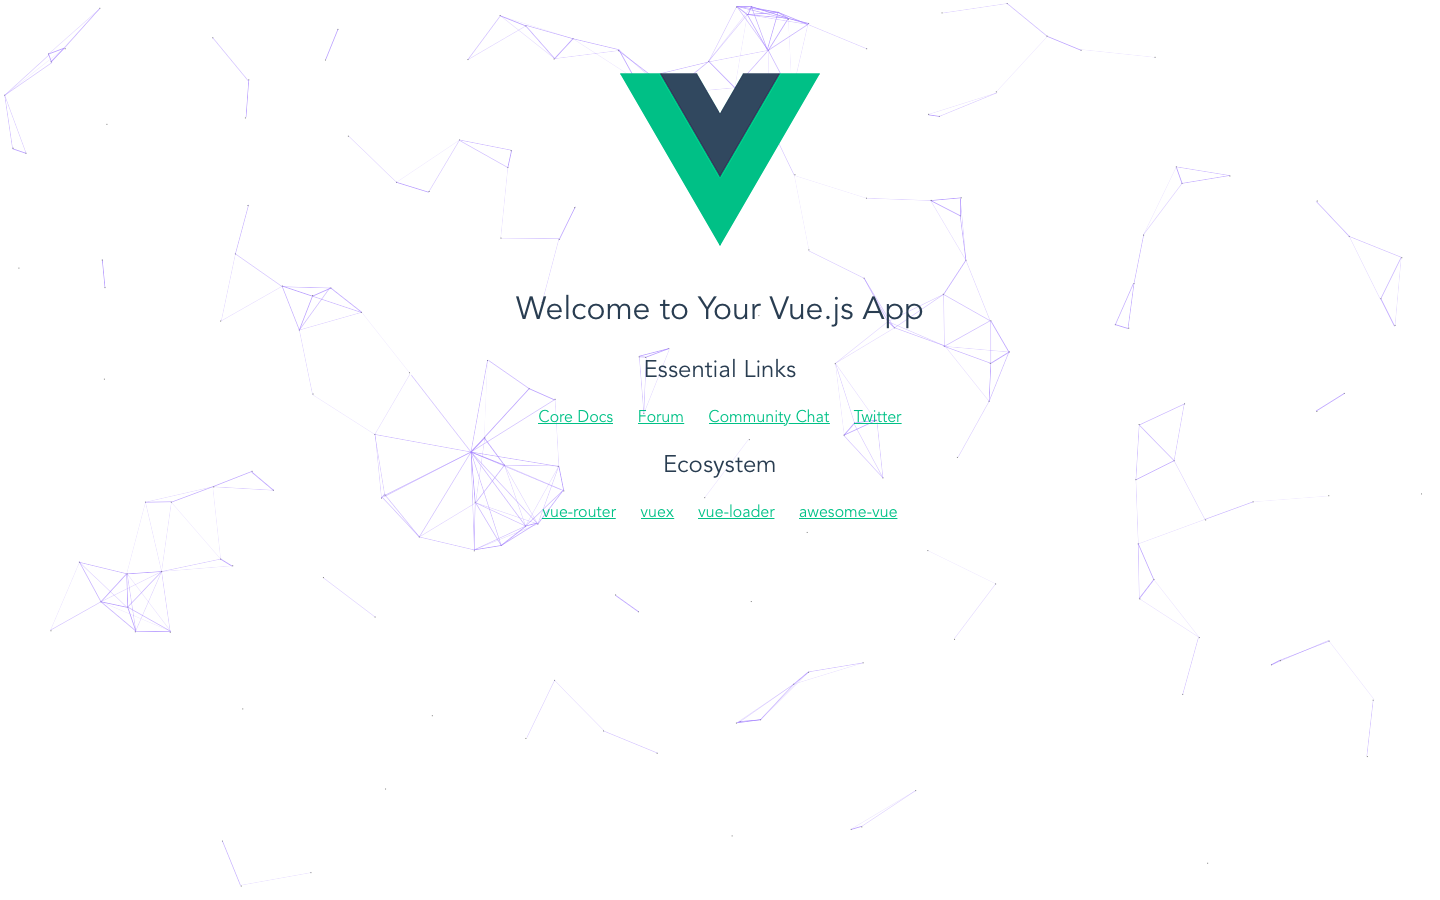 Welcome to Your Vue.js App
Essential Links
Core Docs Forum Community Chat Twitter
Ecosystem
vue-router vuex vue-loader awesome-vue